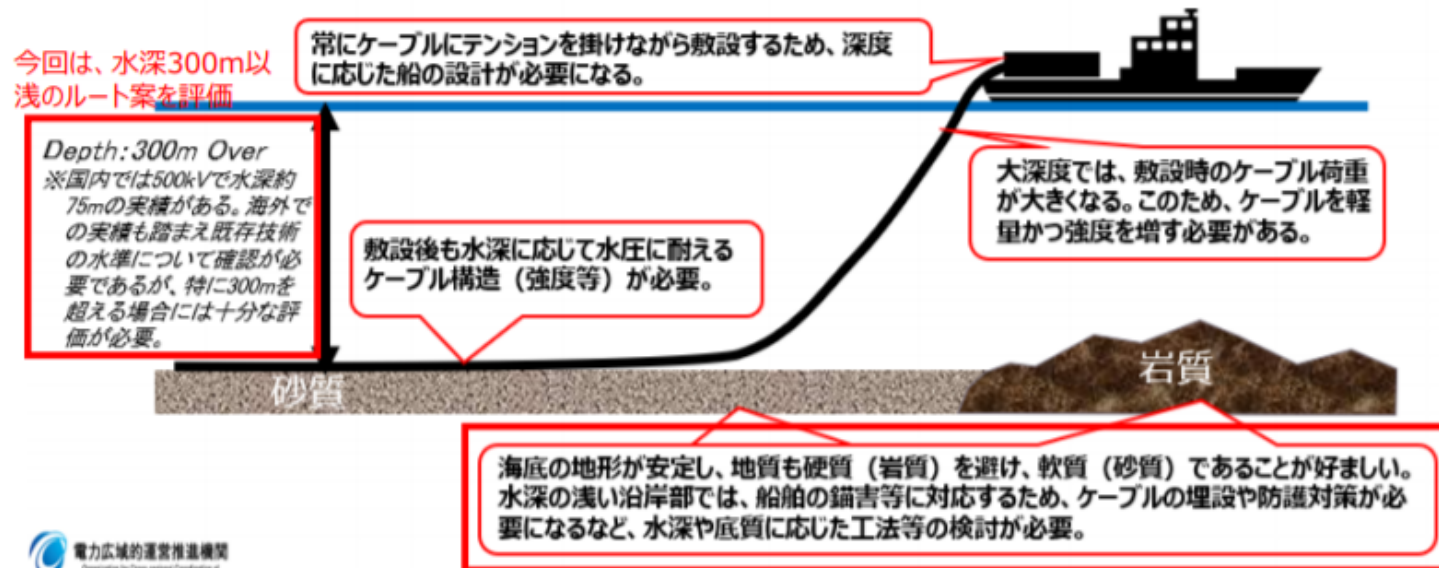 今回は、水深300m以
浅のルート案を評価
常にケーブルにテンションを掛けながら敷設するため、深度
に応じた船の設計が必要になる。
Depth:300m Over
※国内では500kVで水深約
75mの実績がある。海外で
の実績も踏まえ既存技術
の水準について確認が必
要であるが、特に300mを
超える場合には十分な評
価が必要。
大深度では、敷設時のケーブル荷重
が大きくなる。このため、ケーブルを軽
量かつ強度を増す必要がある。
敷設後も水深に応じて水圧に耐える
ケーブル構造（強度等）が必要。
砂質
岩質
海底の地形が安定し、地質も硬質（岩質）を避け、軟質（砂質）であることが好ましい。
水深の浅い沿岸部では、船舶の錨害等に対応するため、ケーブルの埋設や防護対策が必
要になるなど、水深や底質に応じた工法等の検討が必要。
電力広域的運営推進機関